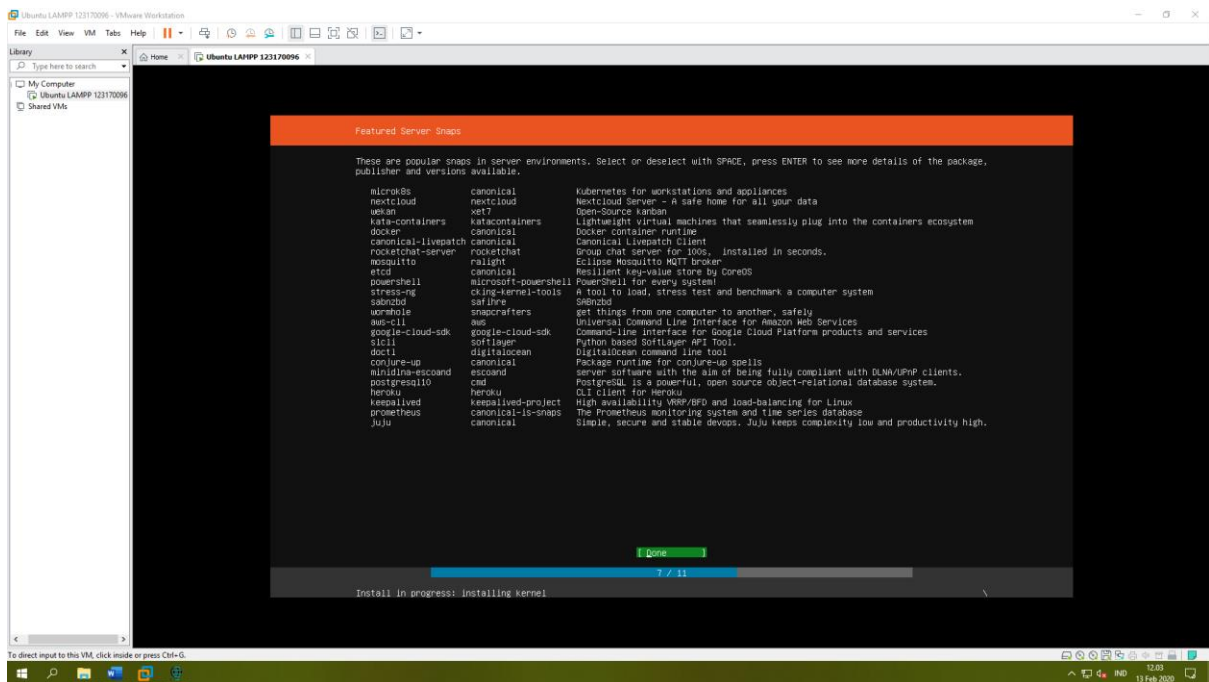 Ubuntu LAMPP 123170096 - VMware Workstation
File Edit View VM Tabs Help
Library
Home
Ubuntu LAMPP 123170096
Type here to search
My Computer
Ubuntu LAMPP 123170096
Shared VMs
Featured Server Snaps
These are popular snaps in server environments. Select or deselect with SPACE, press ENTER to see more details of the package,
publisher and versions available.
microk8s canonical Kubernetes for workstations and appliances
nextcloud nextcloud Nextcloud Server - A safe home for all your data
wekan xet7 Open-Source kanban
kata-containers katacontainers Lightweight virtual machines that seamlessly plug into the containers ecosystem
docker canonical Docker container runtime
canonical-livepatch canonical Canonical Livepatch Client
rocketchat-server rocketchat Group chat server for 100s, installed in seconds.
mosquitto ralight Eclipse Mosquitto MQTT broker
etcd canonical Resilient key-value store by CoreOS
powershell microsoft-powershell PowerShell for every system!
stress-ng cking-kernel-tools A tool to load, stress test and benchmark a computer system
sabnzbd safihre SABnzbd
wormhole snapcrafters get things from one computer to another, safely
aws-cli aws Universal Command Line Interface for Amazon Web Services
google-cloud-sdk google-cloud-sdk Command-line interface for Google Cloud Platform products and services
slcli softlayer Python based SoftLayer API Tool.
doctl digitalocean DigitalOcean command line tool
conjure-up canonical Package runtime for conjure-up spells
minidlna-escoand escoand server software with the aim of being fully compliant with DLNA/UPnP clients.
postgresql10 cmd PostgreSQL is a powerful, open source object-relational database system.
heroku heroku CLI client for Heroku
keepalived keepalived-project High availability VRRP/BFD and load-balancing for Linux
prometheus canonical-is-snaps The Prometheus monitoring system and time series database
juju canonical Simple, secure and stable devops. Juju keeps complexity low and productivity high.
[ Done ]
7 / 11
Install in progress: installing kernel \
To direct input to this VM, click inside or press Ctrl+G.
IND
12.03
13 Feb 2020